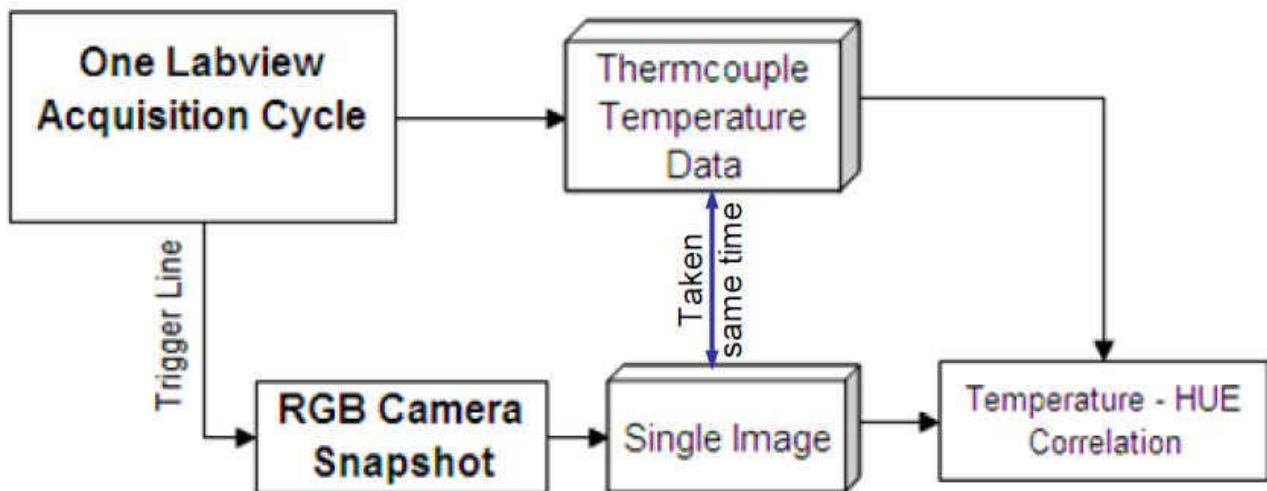 One Labview
Acquisition Cycle
Thermcouple
Temperature
Data
Trigger Line
Taken
same time
RGB Camera
Snapshot
Single Image
Temperature - HUE
Correlation